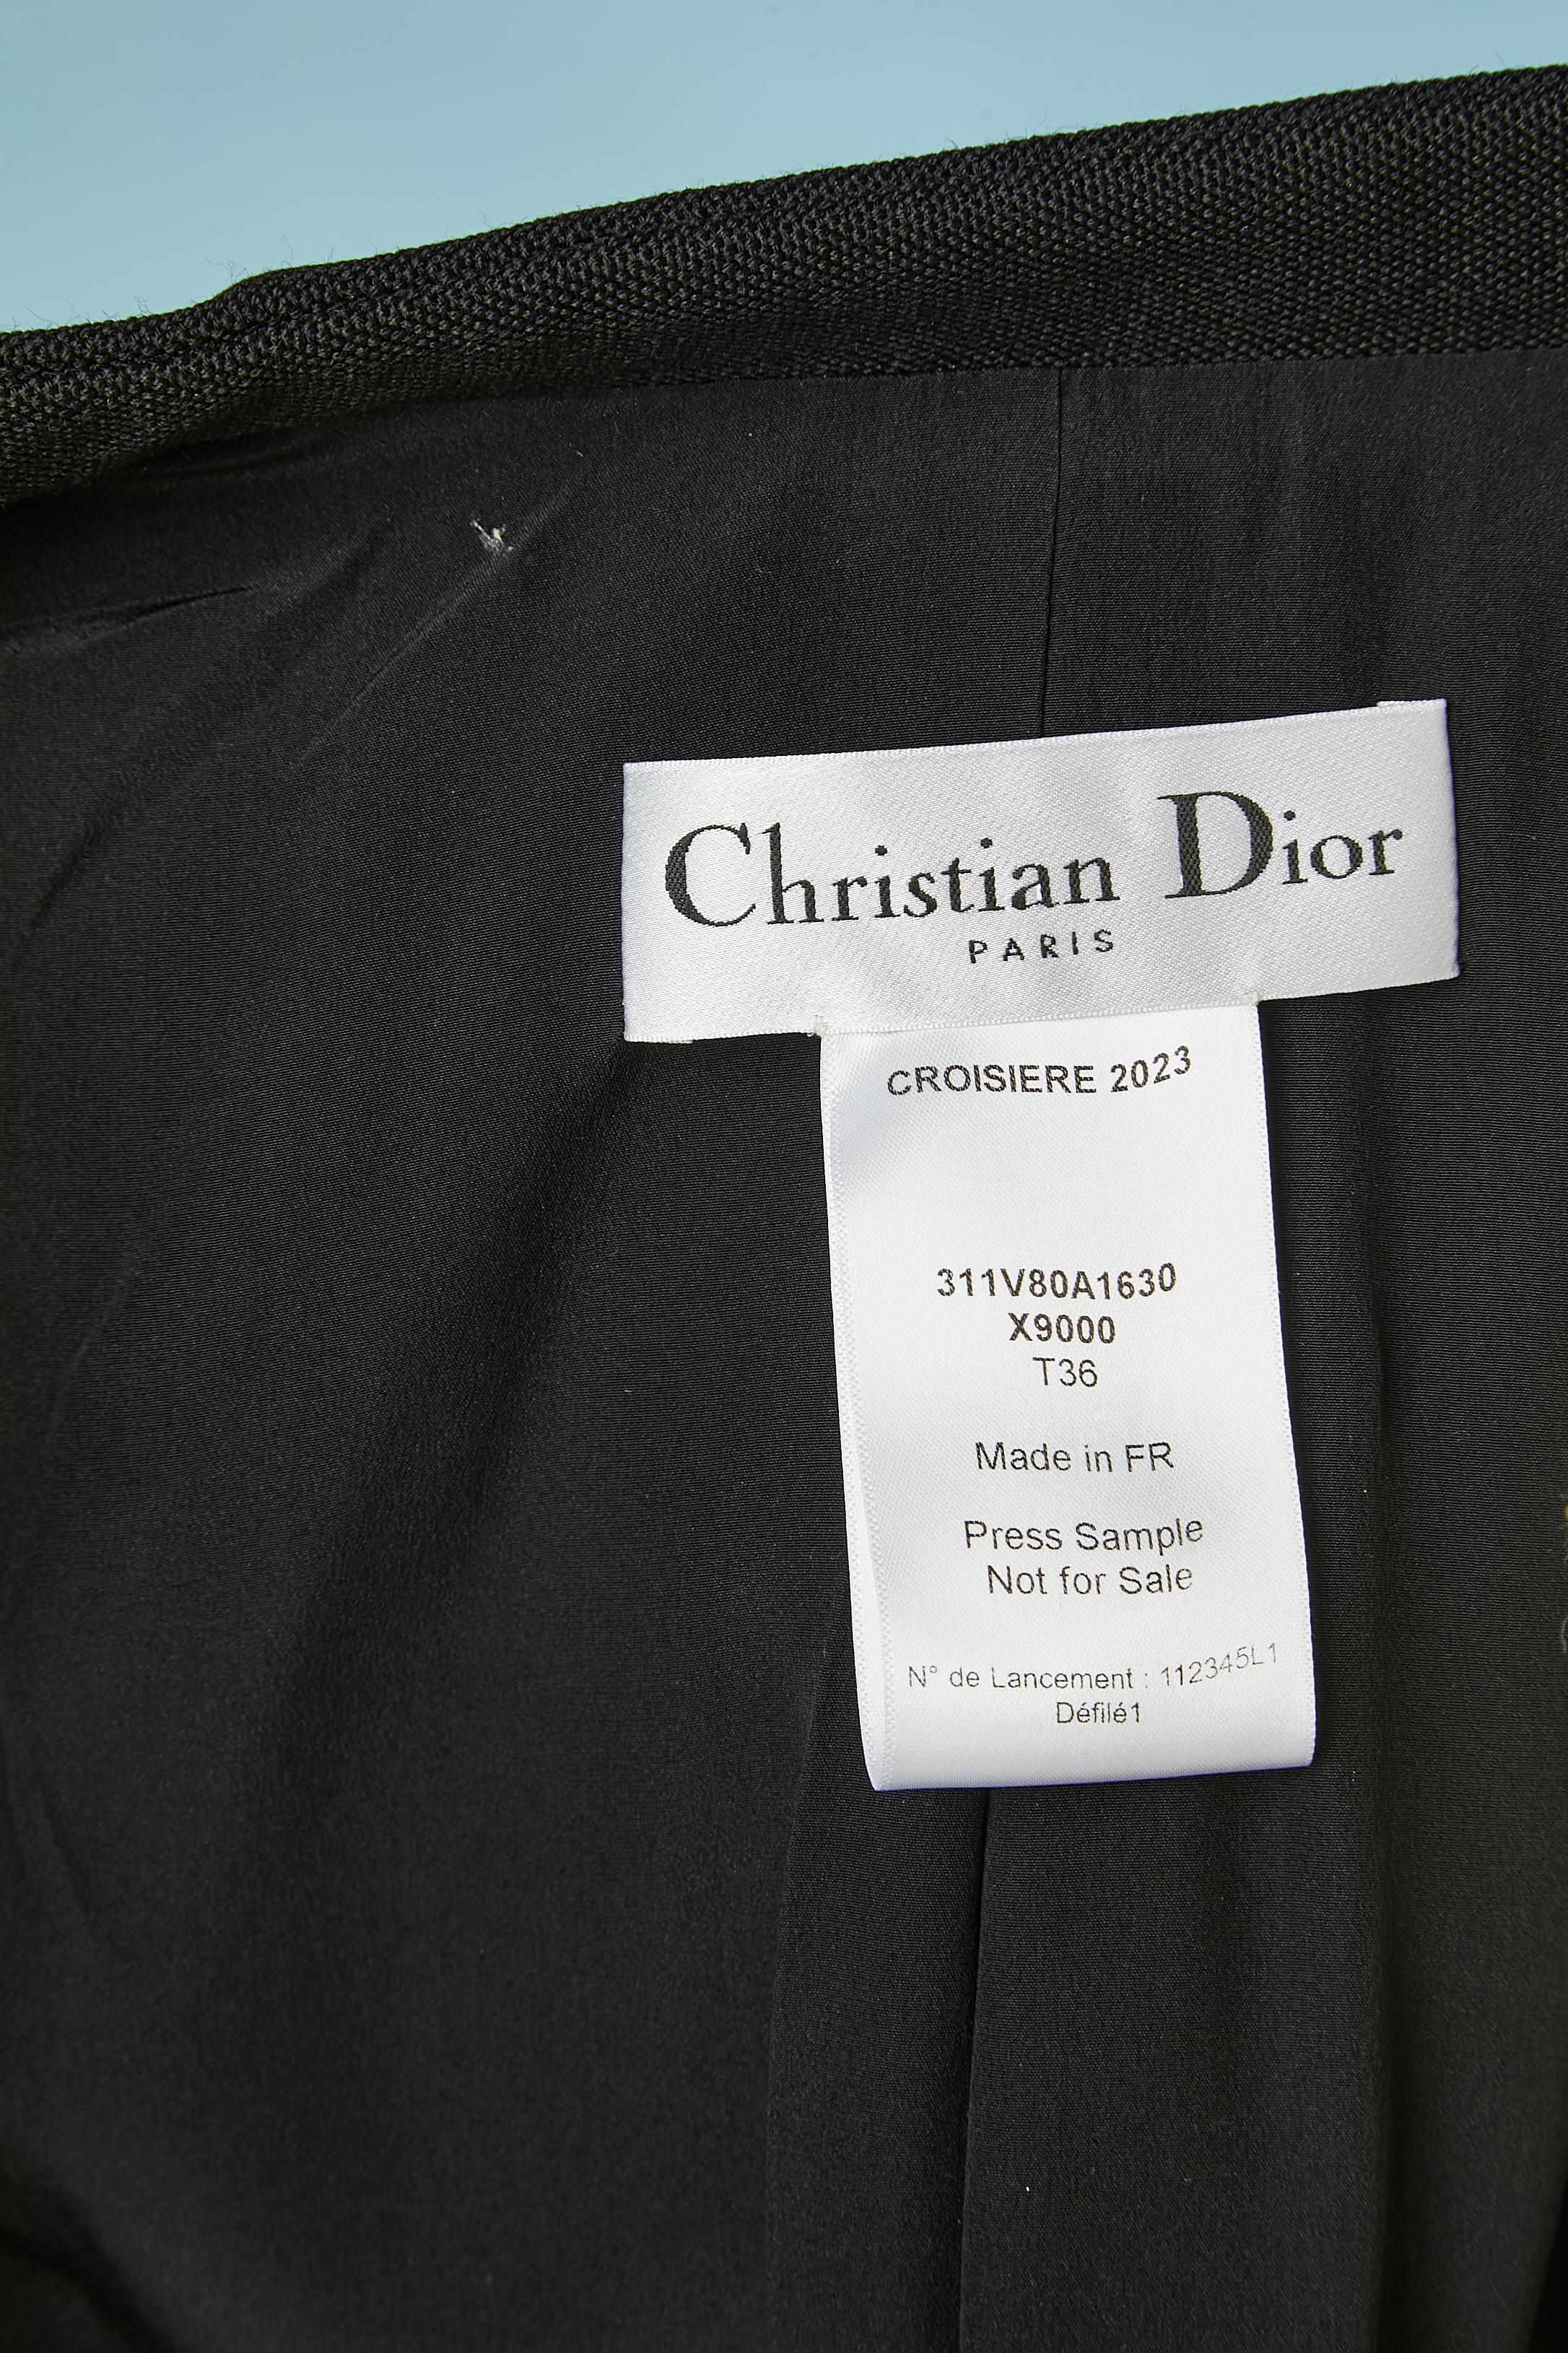 Christian Dior
PARIS
CROISIERE 2023
311V80A1630
X9000
T36
Made in FR
Press Sample
Not for Sale
N° de Lancement : 112345L1
Défilé1